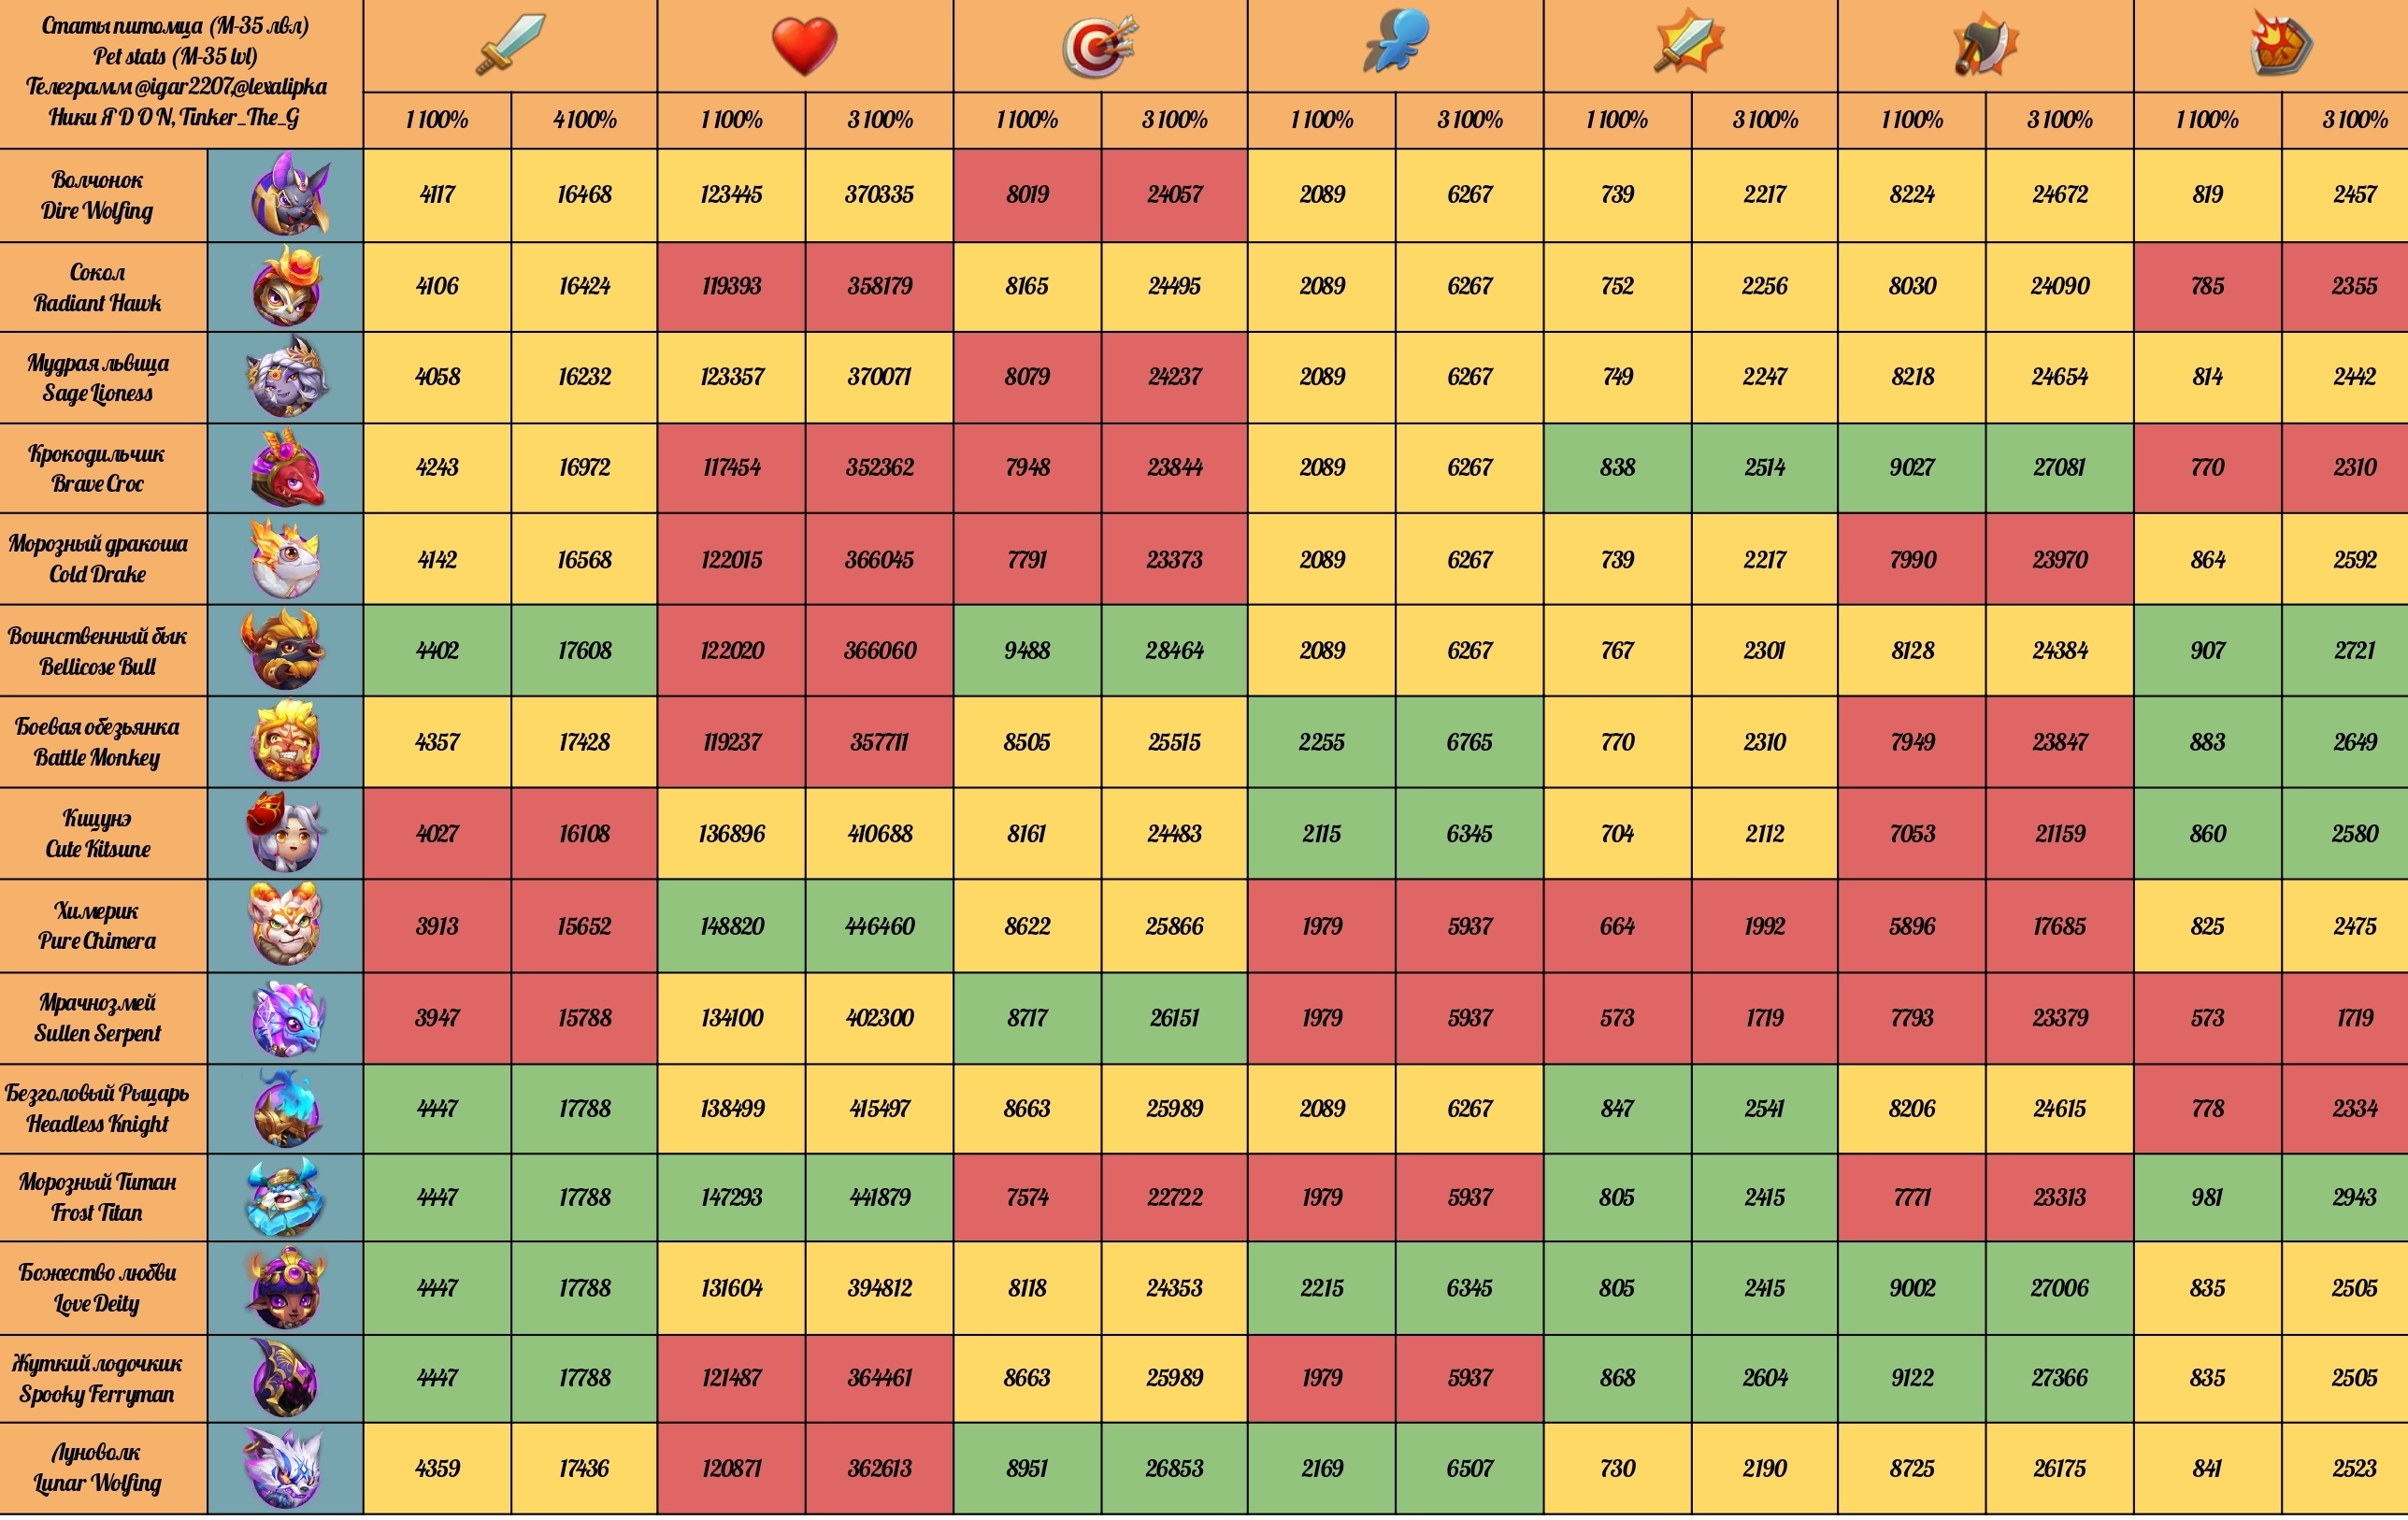 Статы питомца (М-35 лвл)
Pet stats (M-35 lvl)
Телеграмм @igar2207,@lexalipka
Ники Я D O N, Tinker_The_G
1 100% 4 100% 1 100% 3 100% 1 100% 3 100% 1 100% 3 100% 1 100% 3 100% 1 100% 3 100% 1 100% 3 100%
Волчонок
Dire Wolfing
4117 16468 123445 370335 8019 24057 2089 6267 739 2217 8224 24672 819 2457
Сокол
Radiant Hawk
4106 16424 119393 358179 8165 24495 2089 6267 752 2256 8030 24090 785 2355
Мудрая львица
Sage Lioness
4058 16232 123357 370071 8079 24237 2089 6267 749 2247 8218 24654 814 2442
Крокодильчик
Brave Croc
4243 16972 117454 352362 7948 23844 2089 6267 838 2514 9027 27081 770 2310
Морозный дракоша
Cold Drake
4142 16568 122015 366045 7791 23373 2089 6267 739 2217 7990 23970 864 2592
Воинственный бык
Bellicose Bull
4402 17608 122020 366060 9488 28464 2089 6267 767 2301 8128 24384 907 2721
Боевая обезьянка
Battle Monkey
4357 17428 119237 357711 8505 25515 2255 6765 770 2310 7949 23847 883 2649
Кицунэ
Cute Kitsune
4027 16108 136896 410688 8161 24483 2115 6345 704 2112 7053 21159 860 2580
Химерик
Pure Chimera
3913 15652 148820 446460 8622 25866 1979 5937 664 1992 5896 17685 825 2475
Мрачнозмей
Sullen Serpent
3947 15788 134100 402300 8717 26151 1979 5937 573 1719 7793 23379 573 1719
Безголовый Рыцарь
Headless Knight
4447 17788 138499 415497 8663 25989 2089 6267 847 2541 8206 24615 778 2334
Морозный Титан
Frost Titan
4447 17788 147293 441879 7574 22722 1979 5937 805 2415 7771 23313 981 2943
Божество любви
Love Deity
4447 17788 131604 394812 8118 24353 2215 6345 805 2415 9002 27006 835 2505
Жуткий лодочкик
Spooky Ferryman
4447 17788 121487 364461 8663 25989 1979 5937 868 2604 9122 27366 835 2505
Луноволк
Lunar Wolfing
4359 17436 120871 362613 8951 26853 2169 6507 730 2190 8725 26175 841 2523